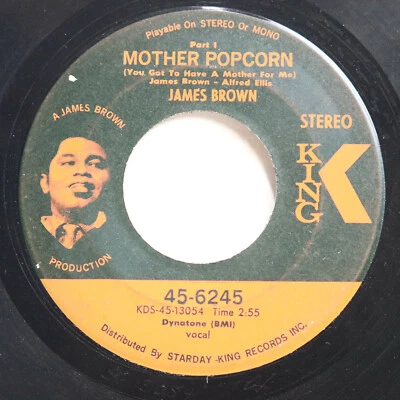 Playable On STEREO Or MONO
Part 1
MOTHER POPCORN
(You Got To Have A Mother For Me)
James Brown - Alfred Ellis
JAMES BROWN
A JAMES BROWN
PRODUCTION
STEREO
KING
K
45-6245
KDS-45-13054 Time 2:55
Dynatone (BMI)
vocal
Distributed By STARDAY-KING RECORDS INC.